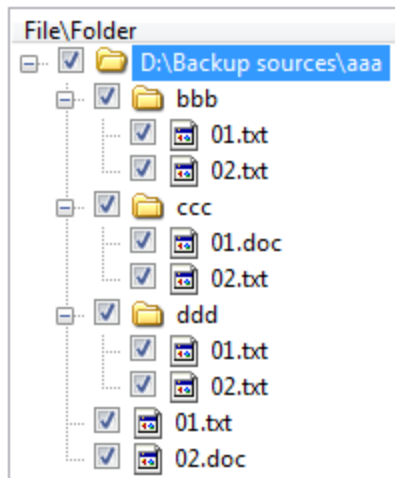 File\Folder
D:\Backup sources\aaa
bbb
01.txt
02.txt
ccc
01.doc
02.txt
ddd
01.txt
02.txt
01.txt
02.doc